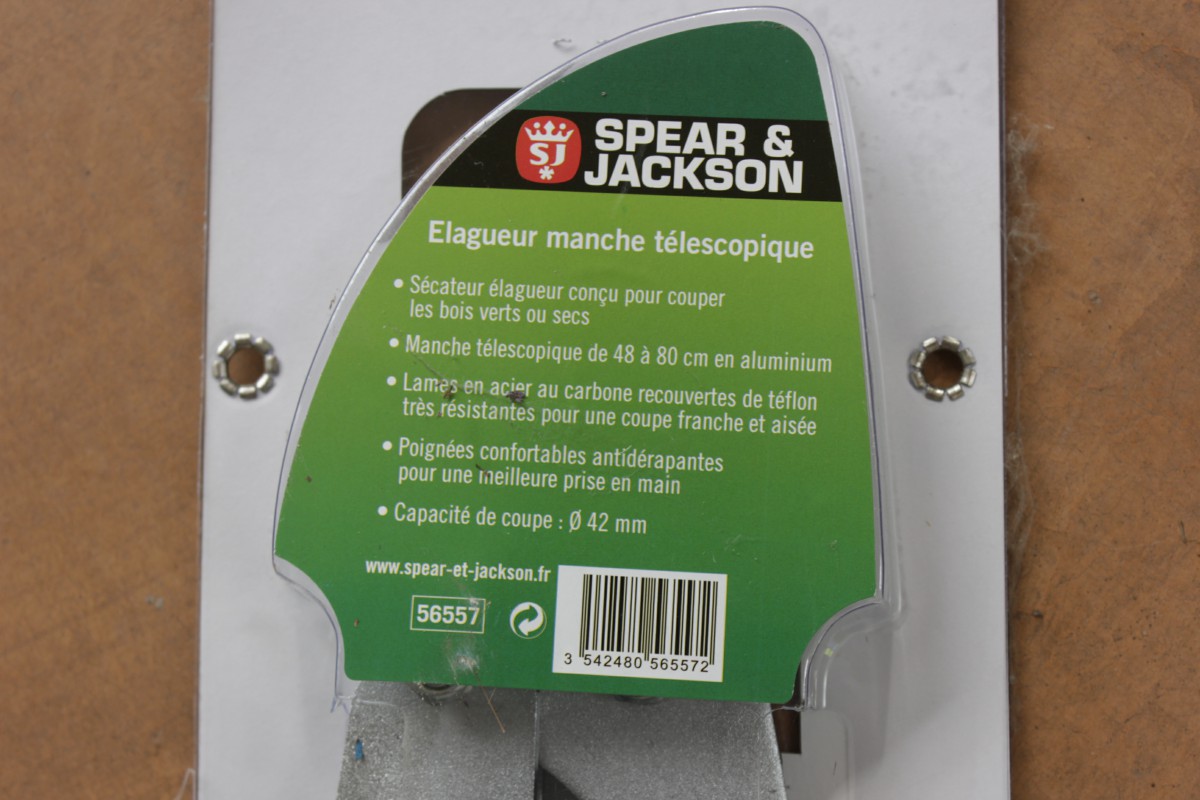 SJ
SPEAR &
JACKSON
Elagueur manche télescopique
• Sécateur élagueur conçu pour couper
les bois verts ou secs
• Manche télescopique de 48 à 80 cm en aluminium
• Lames en acier au carbone recouvertes de téflon
très résistantes pour une coupe franche et aisée
• Poignées confortables antidérapantes
pour une meilleure prise en main
• Capacité de coupe : Ø 42 mm
www.spear-et-jackson.fr
56557
3 542480 565572